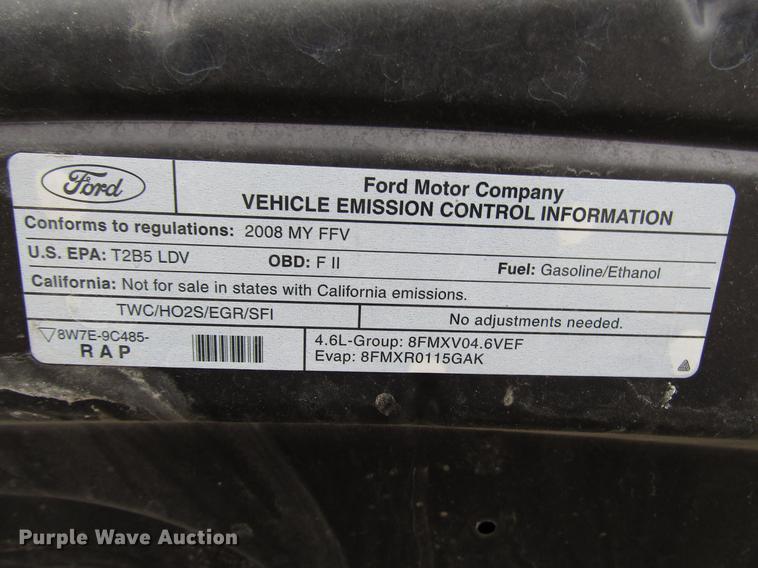 Ford
Ford Motor Company
VEHICLE EMISSION CONTROL INFORMATION
Conforms to regulations: 2008 MY FFV
U.S. EPA: T2B5 LDV OBD: F II Fuel: Gasoline/Ethanol
California: Not for sale in states with California emissions.
TWC/HO2S/EGR/SFI No adjustments needed.
8W7E-9C485-
RAP
4.6L-Group: 8FMXV04.6VEF
Evap: 8FMXR0115GAK
Purple Wave Auction